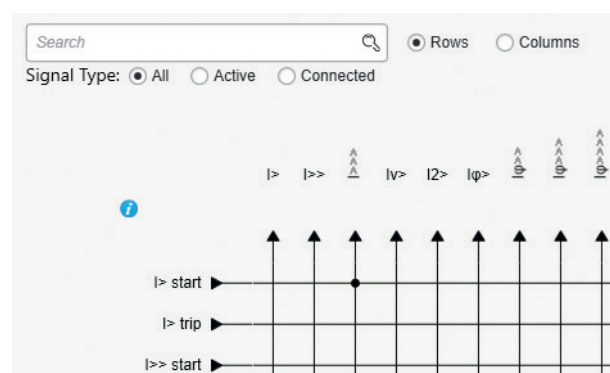 Search
Rows
Columns
Signal Type:
All
Active
Connected
I> I>> I>>> Iv> I2> Iφ>
i
I> start
I> trip
I>> start